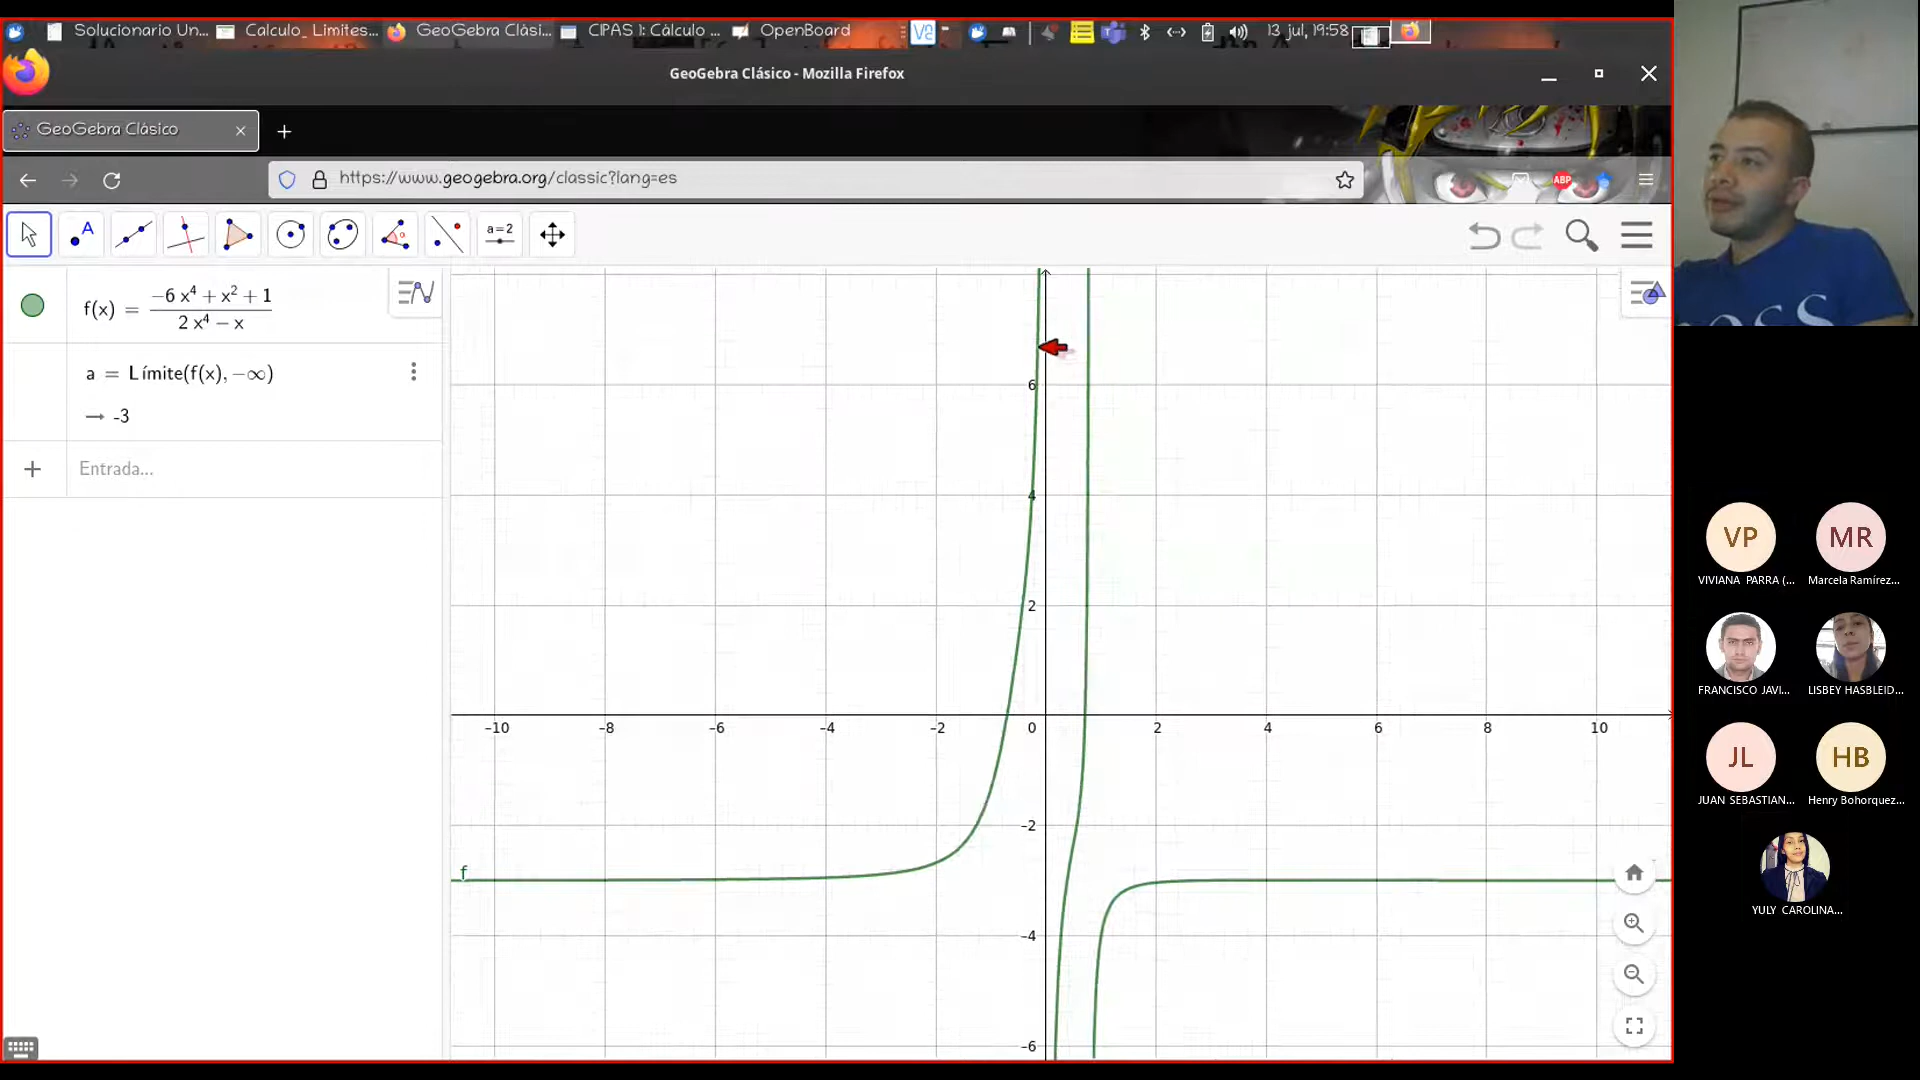 Solucionario Un... Calculo_ Limites... GeoGebra Clási... CIPAS 1: Cálculo ... OpenBoard 13 jul, 19:58
GeoGebra Clásico - Mozilla Firefox
GeoGebra Clásico
https://www.geogebra.org/classic?lang=es
ABP
A
a=2
f(x) = (-6 x⁴ + x² + 1) / (2 x⁴ − x)
a = Límite(f(x), −∞)
→ -3
Entrada...
f
6
4
2
-10 -8 -6 -4 -2 0 2 4 6 8 10
-2
-4
-6
VP MR
VIVIANA PARRA (... Marcela Ramírez...
FRANCISCO JAVI... LISBEY HASBLEID...
JL HB
JUAN SEBASTIAN... Henry Bohorquez...
YULY CAROLINA...